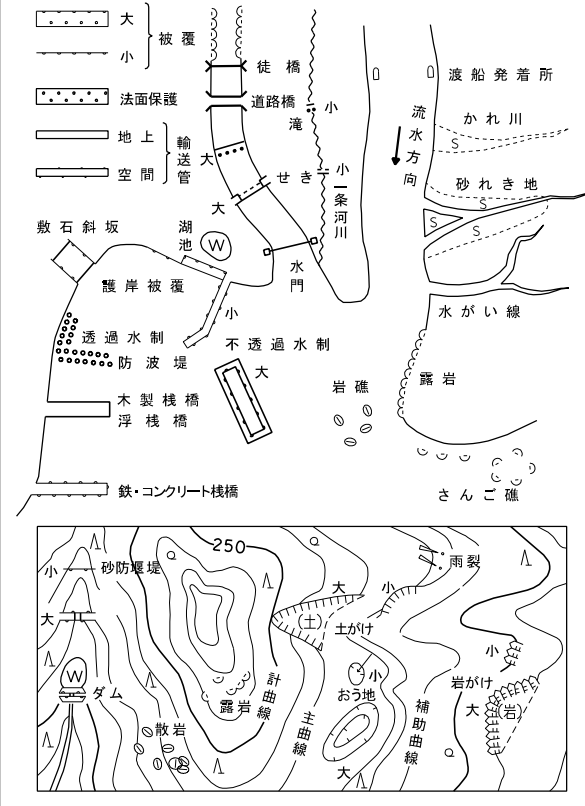 大
被覆
小
法面保護
地上
輸送管
空間
徒橋
道路橋
小
滝
大
せき
小
大
一条河川
流水方向
渡船発着所
かれ川
S
砂れき地
S
S
S
敷石斜坂
湖池
W
護岸被覆
水門
小
水がい線
透過水制
不透過水制
防波堤
大
露岩
木製桟橋
浮桟橋
岩礁
鉄・コンクリート桟橋
さんご礁
250
雨裂
小
砂防堰堤
大
小
大
(土)
土がけ
小
W
ダム
小
岩がけ
おう地
露岩
計曲線
大
(岩)
散岩
主曲線
補助曲線
大